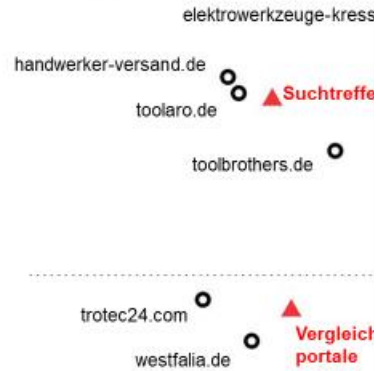 elektrowerkzeuge-kress
handwerker-versand.de
Suchtreffe
toolaro.de
toolbrothers.de
trotec24.com
Vergleich
portale
westfalia.de